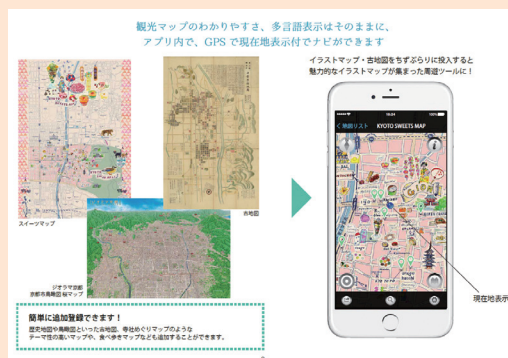 観光マップのわかりやすさ、多言語表示はそのままに、
アプリ内で、GPSで現在地表示付でナビができます
イラストマップ・古地図をちずぶらりに投入すると
魅力的なイラストマップが集まった周遊ツールに！
スイーツマップ
古地図
ジオラマ京都
京都市鳥瞰図 桜マップ
簡単に追加登録できます！
歴史地図や鳥瞰図といった古地図、寺社めぐりマップのような
テーマ性の高いマップや、食べ歩きマップなども追加することができます。
地図リスト KYOTO SWEETS MAP
現在地表示